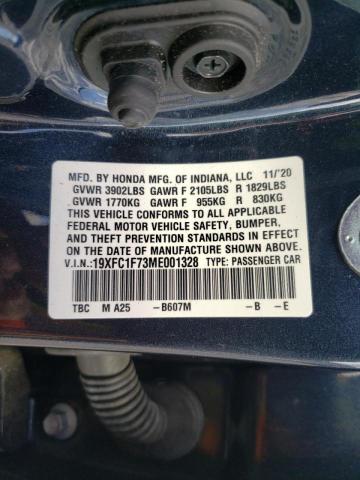 MFD. BY HONDA MFG. OF INDIANA, LLC 11/'20
GVWR 3902LBS GAWR F 2105LBS R 1829LBS
GVWR 1770KG GAWR F 955KG R 830KG
THIS VEHICLE CONFORMS TO ALL APPLICABLE
FEDERAL MOTOR VEHICLE SAFETY, BUMPER,
AND THEFT PREVENTION STANDARDS IN EFFECT
ON THE DATE OF MANUFACTURE SHOWN ABOVE.
V.I.N.: 19XFC1F73ME001328 TYPE: PASSENGER CAR
TBC M A25 -B607M -B -E